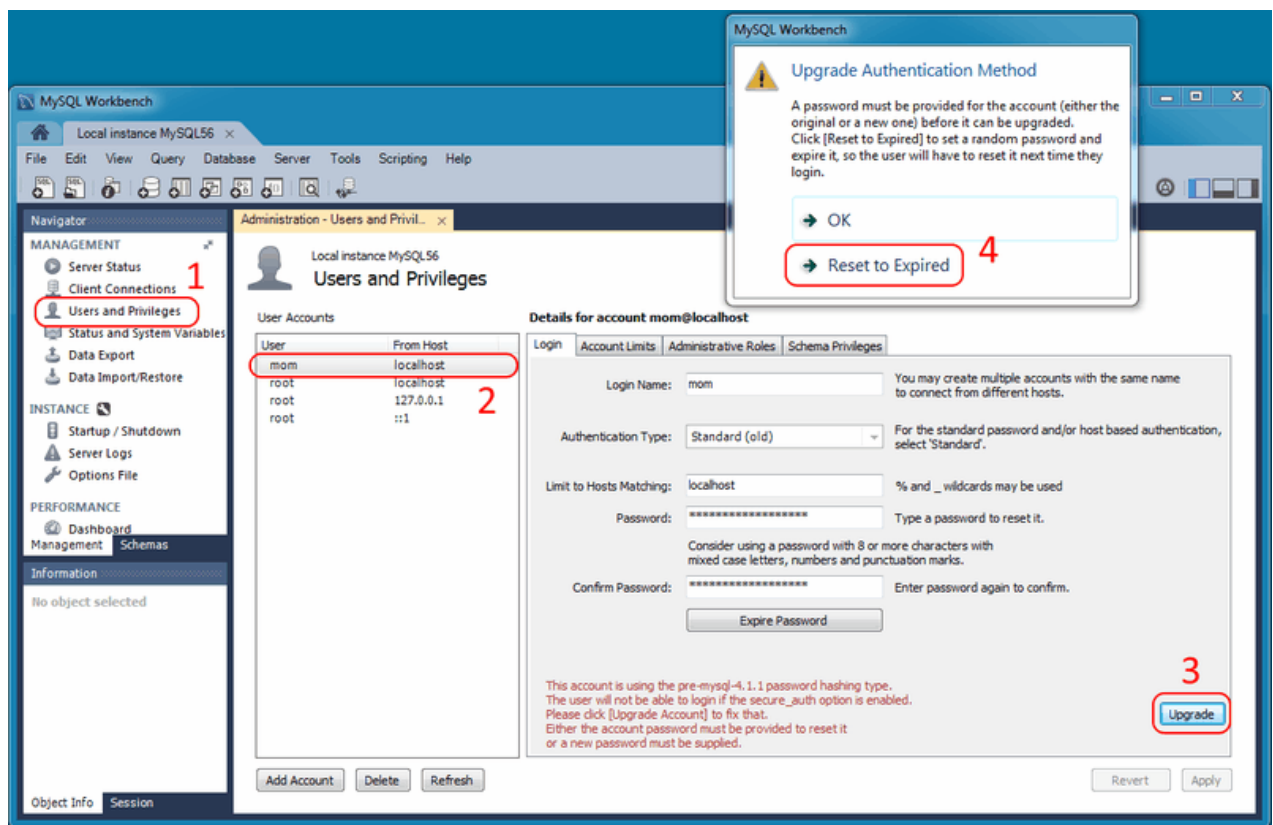 MySQL Workbench
Upgrade Authentication Method
A password must be provided for the account (either the
original or a new one) before it can be upgraded.
Click [Reset to Expired] to set a random password and
expire it, so the user will have to reset it next time they
login.
OK
Reset to Expired
4
MySQL Workbench
Local instance MySQL56
File Edit View Query Database Server Tools Scripting Help
Navigator
MANAGEMENT
Server Status
Client Connections
1
Users and Privileges
Status and System Variables
Data Export
Data Import/Restore
INSTANCE
Startup / Shutdown
Server Logs
Options File
PERFORMANCE
Dashboard
Management Schemas
Information
No object selected
Object Info Session
Administration - Users and Privil...
Local instance MySQL56
Users and Privileges
User Accounts
User From Host
mom localhost
root localhost
root 127.0.0.1
root ::1
2
Add Account Delete Refresh
Details for account mom@localhost
Login Account Limits Administrative Roles Schema Privileges
Login Name: mom You may create multiple accounts with the same name
to connect from different hosts.
Authentication Type: Standard (old) For the standard password and/or host based authentication,
select 'Standard'.
Limit to Hosts Matching: localhost % and _ wildcards may be used
Password: ****************** Type a password to reset it.
Consider using a password with 8 or more characters with
mixed case letters, numbers and punctuation marks.
Confirm Password: ****************** Enter password again to confirm.
Expire Password
This account is using the pre-mysql-4.1.1 password hashing type.
The user will not be able to login if the secure_auth option is enabled.
Please click [Upgrade Account] to fix that.
Either the account password must be provided to reset it
or a new password must be supplied.
3
Upgrade
Revert Apply